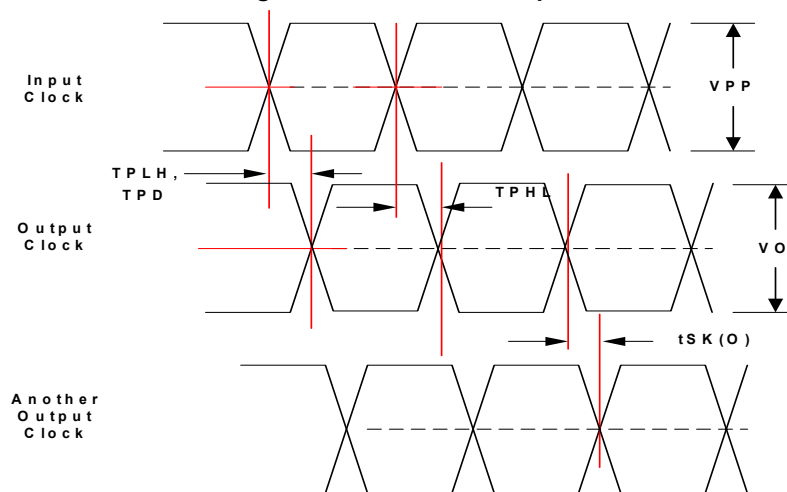 Input
Clock
VPP
TPLH,
TPD
TPHL
Output
Clock
VO
tSK(O)
Another
Output
Clock